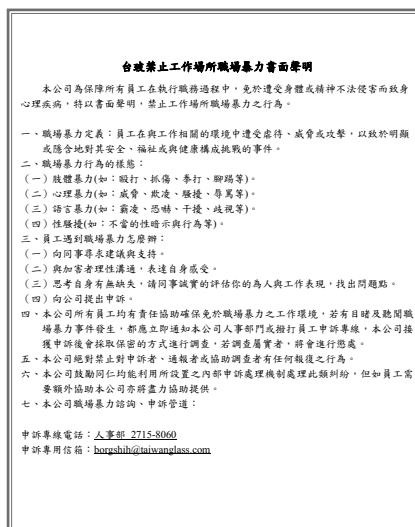 台玻禁止工作場所職場暴力書面聲明
本公司為保障所有員工在執行職務過程中，免於遭受身體或精神不法侵害而致身
心理疾病，特以書面聲明，禁止工作場所職場暴力之行為。
一、職場暴力定義：員工在與工作相關的環境中遭受虐待、威脅或攻擊，以致於明顯
或隱含地對其安全、福祉或與健康構成挑戰的事件。
二、職場暴力行為的樣態：
（一）肢體暴力(如：毆打、抓傷、拳打、腳踢等)。
（二）心理暴力(如：威脅、欺凌、騷擾、辱罵等)。
（三）語言暴力(如：霸凌、恐嚇、干擾、歧視等)。
（四）性騷擾(如：不當的性暗示與行為等)。
三、員工遇到職場暴力怎麼辦：
（一）向同事尋求建議與支持。
（二）與加害者理性溝通，表達自身感受。
（三）思考自身有無缺失，請同事誠實的評估你的為人與工作表現，找出問題點。
（四）向公司提出申訴。
四、本公司所有員工均有責任協助確保免於職場暴力之工作環境，若有目睹及聽聞職
場暴力事件發生，都應立即通知本公司人事部門或撥打員工申訴專線，本公司接
獲申訴後會採取保密的方式進行調查，若調查屬實者，將會進行懲處。
五、本公司絕對禁止對申訴者、通報者或協助調查者有任何報復之行為。
六、本公司鼓勵同仁均能利用所設置之內部申訴處理機制處理此類糾紛，但如員工需
要額外協助本公司亦將盡力協助提供。
七、本公司職場暴力諮詢、申訴管道：
申訴專線電話：人事部 2715-8060
申訴專用信箱：borgshih@taiwanglass.com